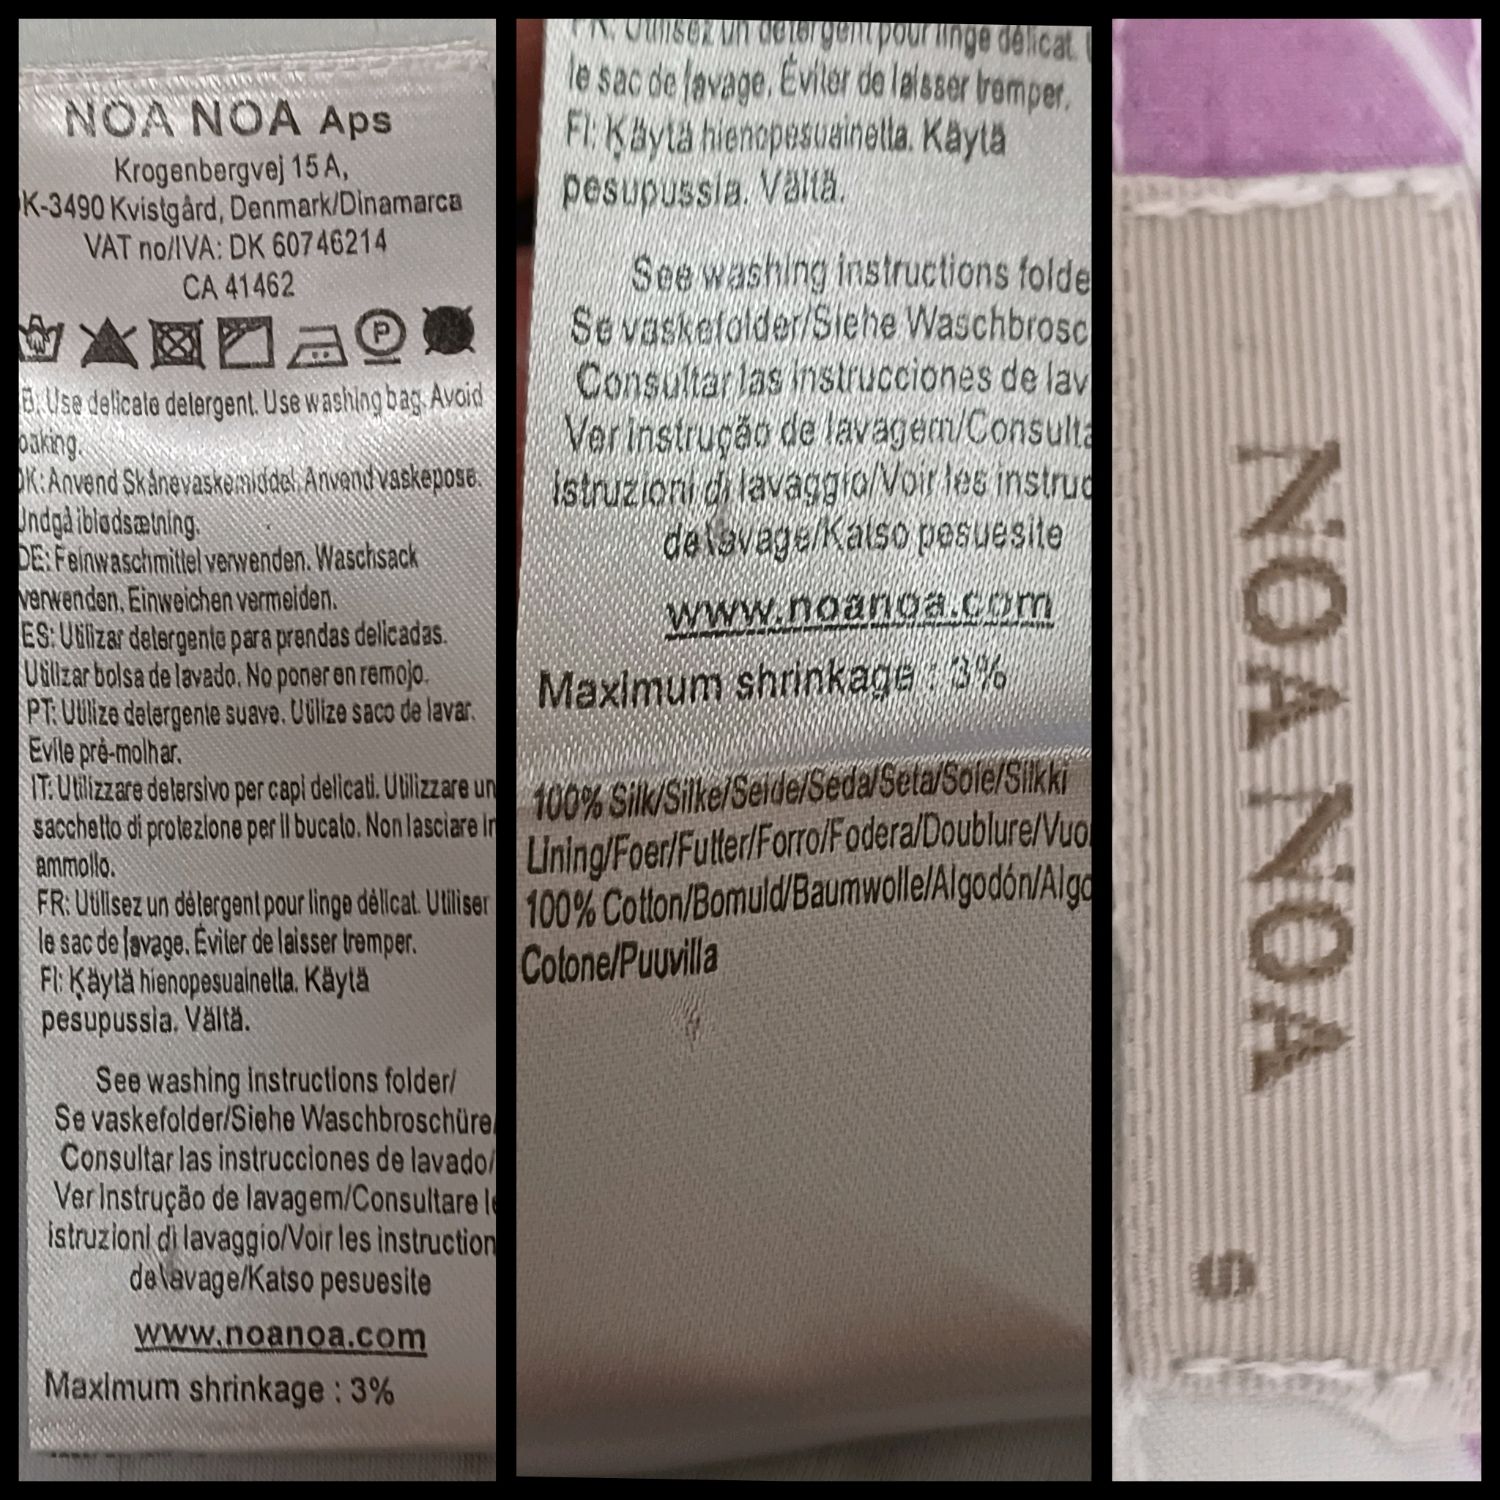 NOA NOA Aps
Krogenbergvej 15 A,
K-3490 Kvistgård, Denmark/Dinamarca
VAT no/IVA: DK 60746214
CA 41462
P
B: Use delicate detergent. Use washing bag. Avoid
oaking.
DK: Anvend Skånevaskemiddel. Anvend vaskepose.
Undgå iblødsætning.
DE: Feinwaschmittel verwenden. Waschsack
verwenden. Einweichen vermeiden.
ES: Utilizar detergente para prendas delicadas.
Utilizar bolsa de lavado. No poner en remojo.
PT: Utilize detergente suave. Utilize saco de lavar.
Evite pré-molhar.
IT: Utilizzare detersivo per capi delicati. Utilizzare un
sacchetto di protezione per il bucato. Non lasciare in
ammollo.
FR: Utilisez un détergent pour linge délicat. Utiliser
le sac de lavage. Éviter de laisser tremper.
FI: Käytä hienopesuainetta. Käytä
pesupussia. Vältä.
See washing instructions folder/
Se vaskefolder/Siehe Waschbroschüre/
Consultar las instrucciones de lavado/
Ver Instrução de lavagem/Consultare le
istruzioni di lavaggio/Voir les instruction
de lavage/Katso pesuesite
www.noanoa.com
Maximum shrinkage : 3%
FR: Utilisez un détergent pour linge délicat.
le sac de lavage. Éviter de laisser tremper.
FI: Käytä hienopesuainetta. Käytä
pesupussia. Vältä.
See washing instructions folde
Se vaskefolder/Siehe Waschbrosc
Consultar las instrucciones de lav
Ver Instrução de lavagem/Consulta
istruzioni di lavaggio/Voir les instruc
de lavage/Katso pesuesite
www.noanoa.com
Maximum shrinkage : 3%
100% Silk/Silke/Seide/Seda/Seta/Soie/Silkki
Lining/Foer/Futter/Forro/Fodera/Doublure/Vuo
100% Cotton/Bomuld/Baumwolle/Algodón/Algo
Cotone/Puuvilla
NOA NOA
S